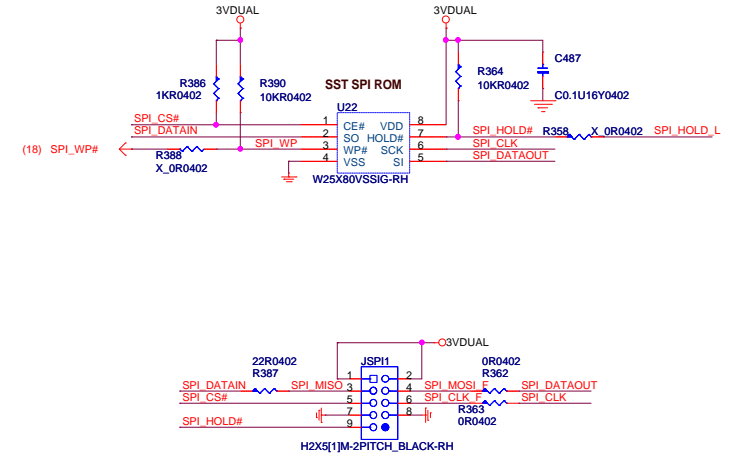 3VDUAL 3VDUAL
C487
R386 R390 SST SPI ROM R364
1KR0402 10KR0402 10KR0402
C0.1U16Y0402
U22
SPI_CS# 1 CE# VDD 8
SPI_DATAIN 2 SO HOLD# 7 SPI_HOLD# R358 X_0R0402 SPI_HOLD_L
(18) SPI_WP# SPI_WP 3 WP# SCK 6 SPI_CLK
R388 4 VSS SI 5 SPI_DATAOUT
X_0R0402
W25X80VSSIG-RH
3VDUAL
22R0402 JSPI1 0R0402
R387 1 2 R362
SPI_DATAIN SPI_MISO 3 4 SPI_MOSI_F SPI_DATAOUT
SPI_CS# 5 6 SPI_CLK_F SPI_CLK
7 8 R363
SPI_HOLD# 9 0R0402
H2X5[1]M-2PITCH_BLACK-RH